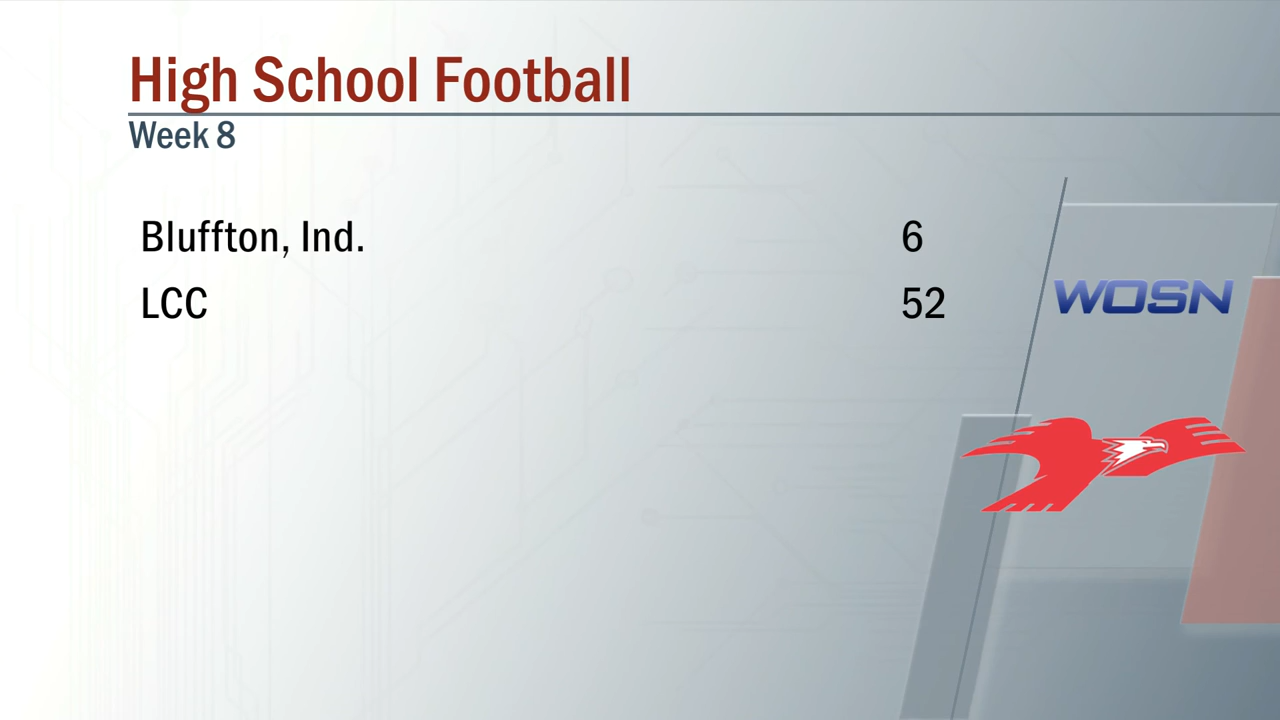 High School Football
Week 8
Bluffton, Ind. 6
LCC 52
WOSN